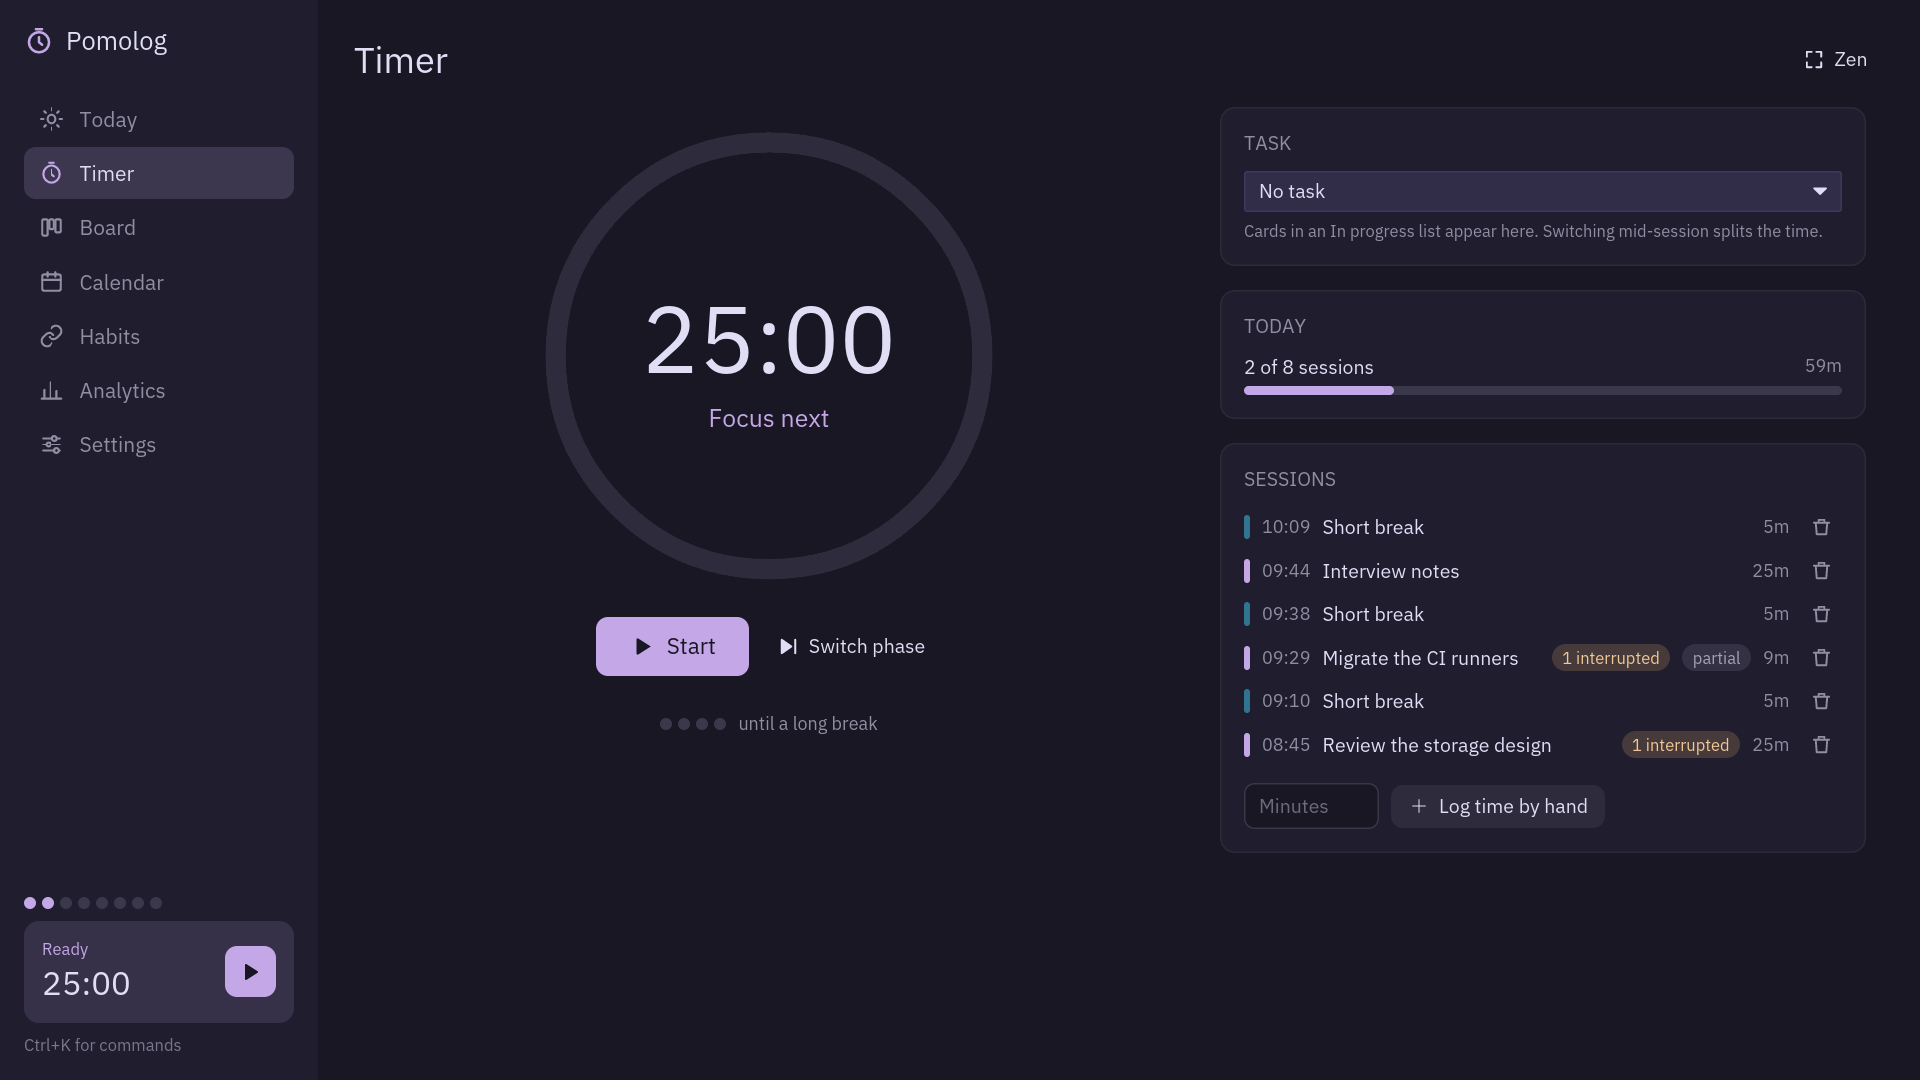 Pomolog
Today
Timer
Board
Calendar
Habits
Analytics
Settings
Ready
25:00
Ctrl+K for commands
Timer
Zen
25:00
Focus next
Start
Switch phase
until a long break
TASK
No task
Cards in an In progress list appear here. Switching mid-session splits the time.
TODAY
2 of 8 sessions 59m
SESSIONS
10:09 Short break 5m
09:44 Interview notes 25m
09:38 Short break 5m
09:29 Migrate the CI runners 1 interrupted partial 9m
09:10 Short break 5m
08:45 Review the storage design 1 interrupted 25m
Minutes
Log time by hand